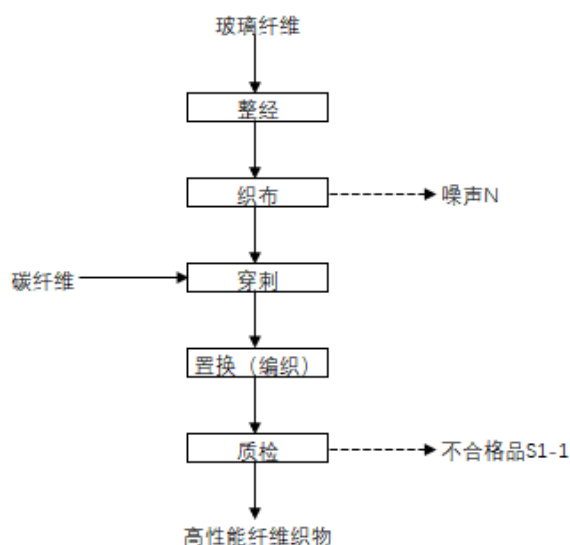 玻璃纤维
整经
织布
噪声N
碳纤维
穿刺
置换（编织）
质检
不合格品S1-1
高性能纤维织物